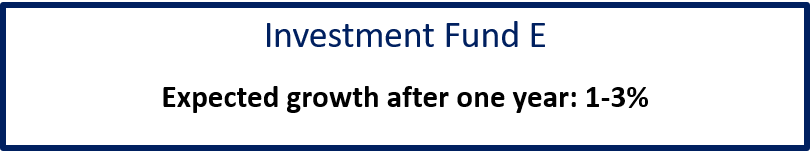 Investment Fund E
Expected growth after one year: 1-3%